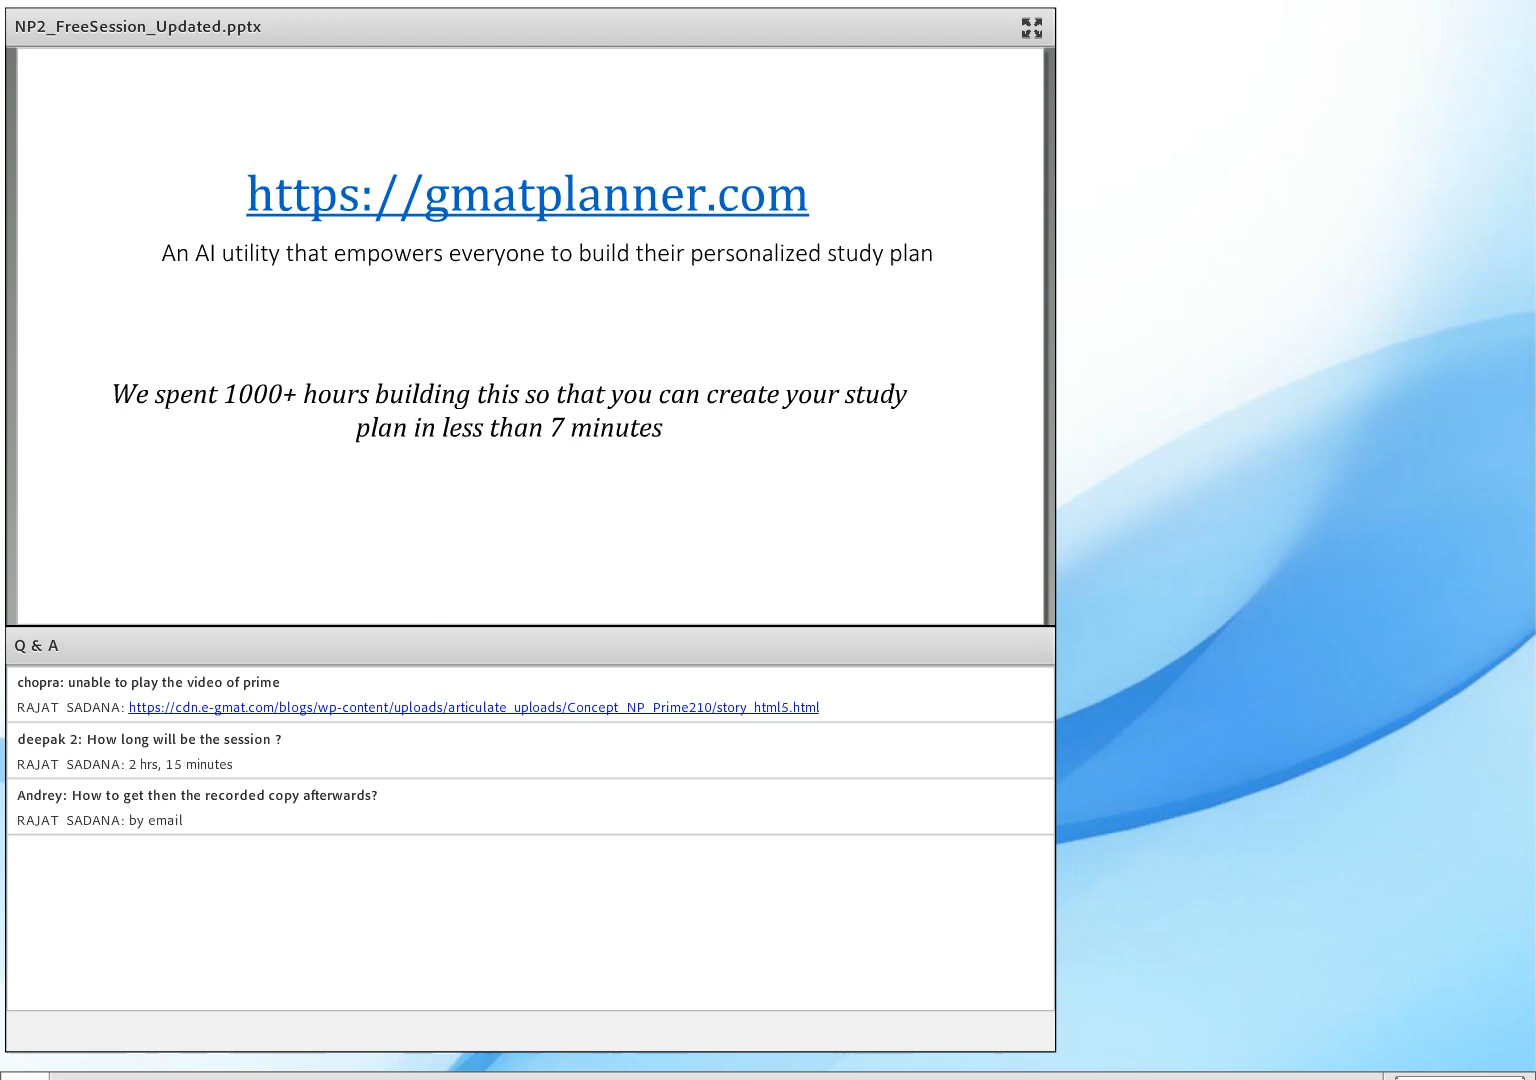 NP2_FreeSession_Updated.pptx
https://gmatplanner.com
An AI utility that empowers everyone to build their personalized study plan
We spent 1000+ hours building this so that you can create your study
plan in less than 7 minutes
Q & A
chopra: unable to play the video of prime
RAJAT SADANA: https://cdn.e-gmat.com/blogs/wp-content/uploads/articulate_uploads/Concept_NP_Prime210/story_html5.html
deepak 2: How long will be the session ?
RAJAT SADANA: 2 hrs, 15 minutes
Andrey: How to get then the recorded copy afterwards?
RAJAT SADANA: by email